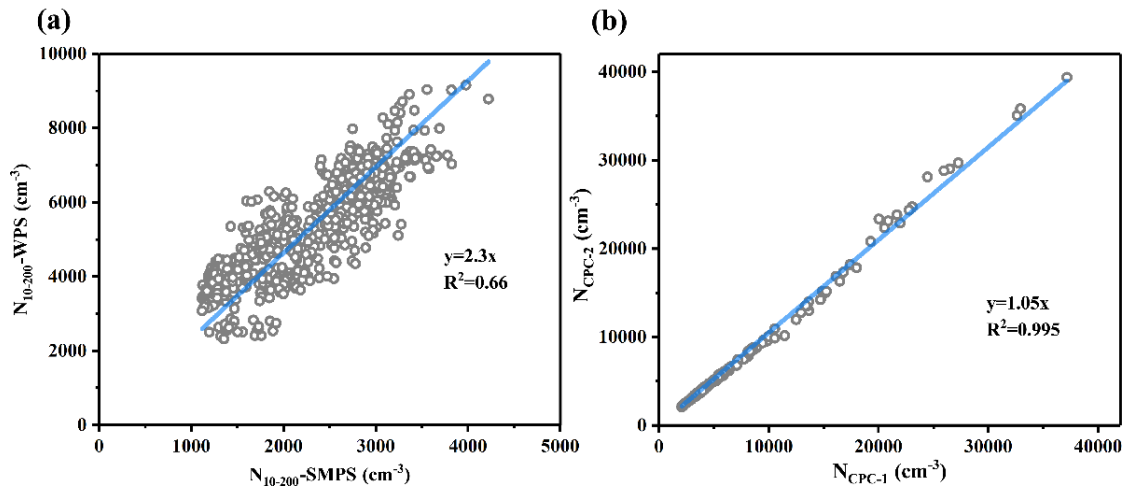 (a)
10000
8000
6000
4000
2000
0
N10-200-WPS (cm-3)
y=2.3x
R2=0.66
0 1000 2000 3000 4000 5000
N10-200-SMPS (cm-3)
(b)
40000
30000
20000
10000
0
NCPC-2 (cm-3)
y=1.05x
R2=0.995
0 10000 20000 30000 40000
NCPC-1 (cm-3)